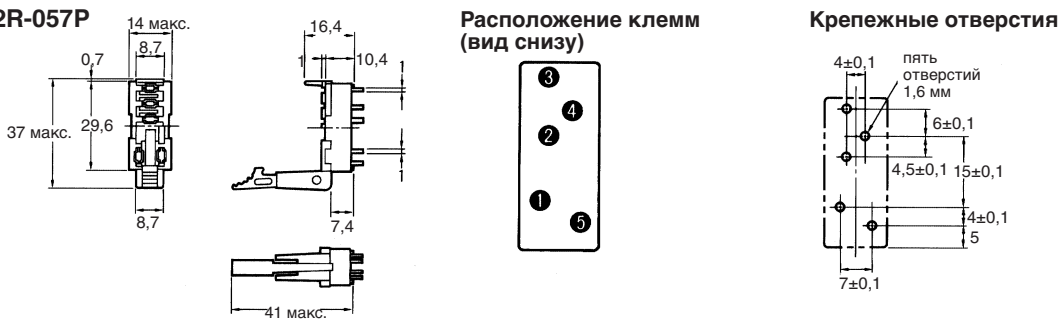 2R-057P
14 макс.
8,7
0,7
37 макс.
29,6
8,7
16,4
1
10,4
1
1
7,4
41 макс.
Расположение клемм
(вид снизу)
3
4
2
1
5
Крепежные отверстия
4±0,1
пять
отверстий
1,6 мм
6±0,1
4,5±0,1
15±0,1
4±0,1
5
7±0,1